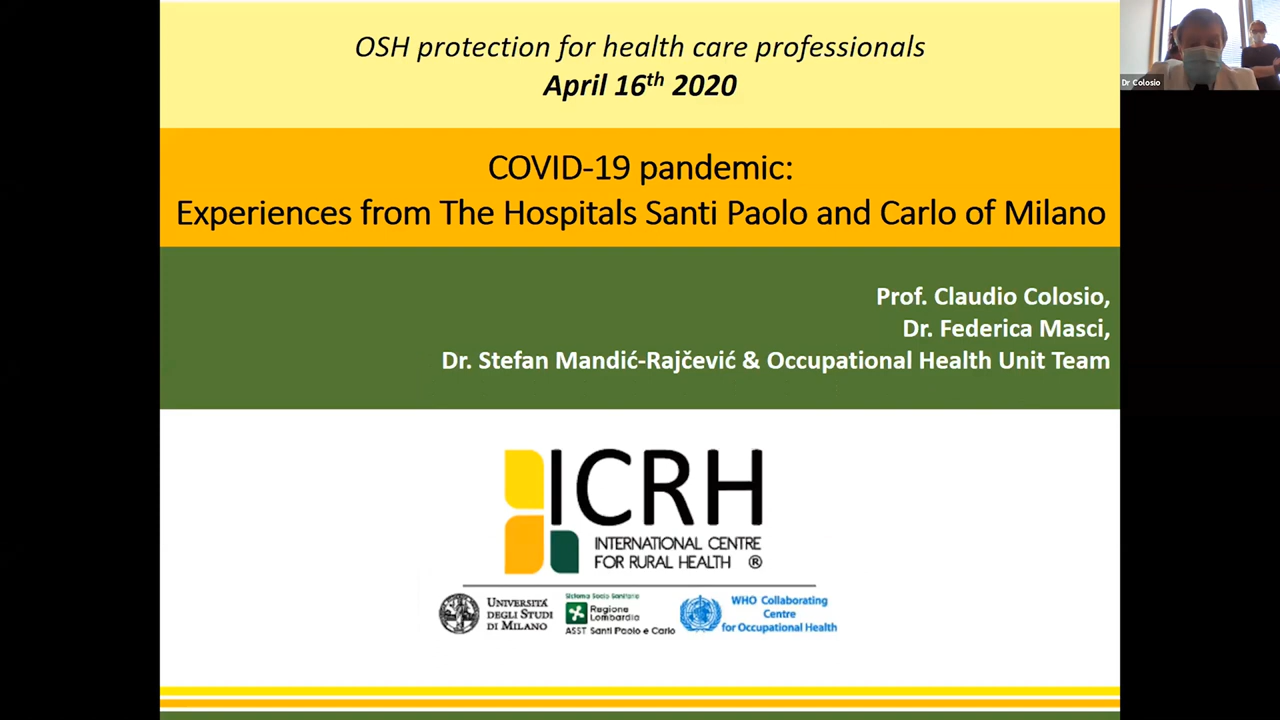 OSH protection for health care professionals
April 16th 2020
Dr Colosio
COVID-19 pandemic:
Experiences from The Hospitals Santi Paolo and Carlo of Milano
Prof. Claudio Colosio,
Dr. Federica Masci,
Dr. Stefan Mandić-Rajčević & Occupational Health Unit Team
ICRH
INTERNATIONAL CENTRE
FOR RURAL HEALTH ®
UNIVERSITÀ
DEGLI STUDI
DI MILANO
Sistema Socio Sanitario
Regione
Lombardia
ASST Santi Paolo e Carlo
WHO Collaborating
Centre
for Occupational Health